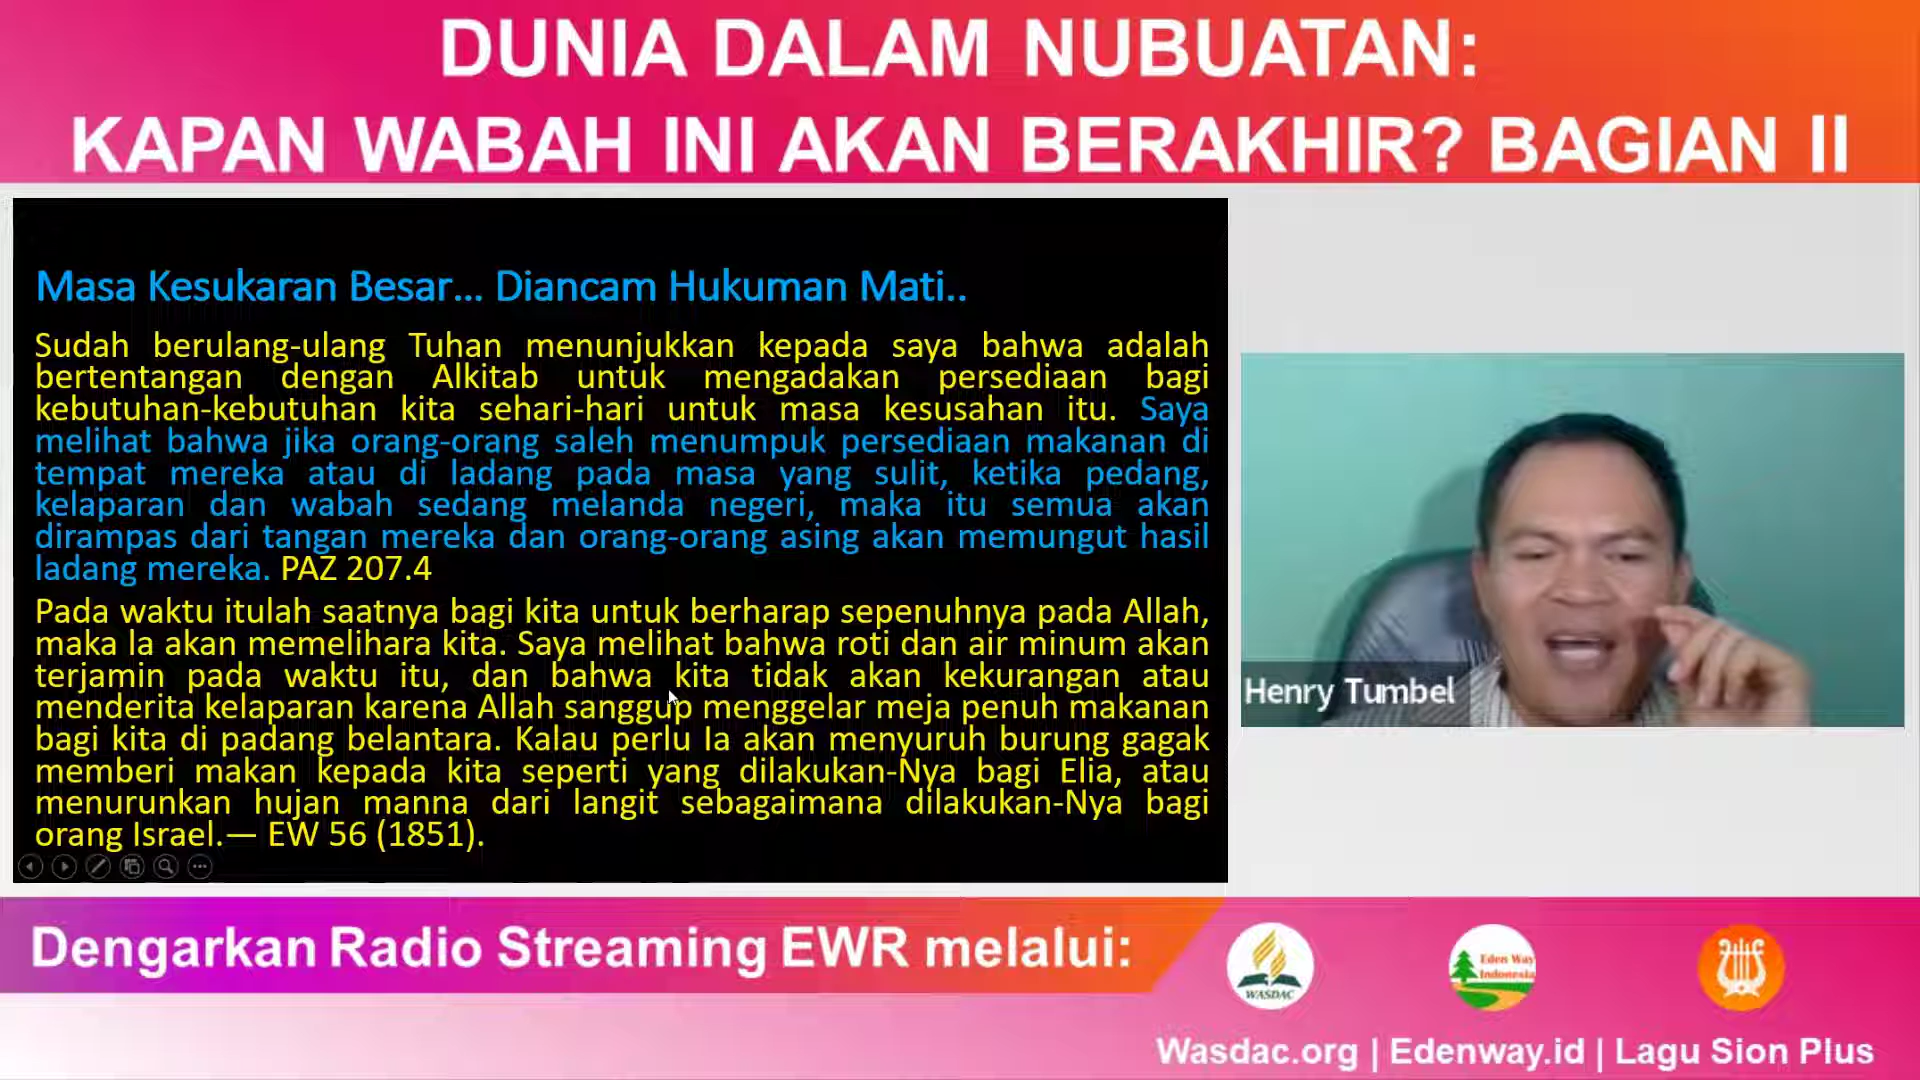 DUNIA DALAM NUBUATAN:
KAPAN WABAH INI AKAN BERAKHIR? BAGIAN II
Masa Kesukaran Besar... Diancam Hukuman Mati..
Sudah berulang-ulang Tuhan menunjukkan kepada saya bahwa adalah
bertentangan dengan Alkitab untuk mengadakan persediaan bagi
kebutuhan-kebutuhan kita sehari-hari untuk masa kesusahan itu. Saya
melihat bahwa jika orang-orang saleh menumpuk persediaan makanan di
tempat mereka atau di ladang pada masa yang sulit, ketika pedang,
kelaparan dan wabah sedang melanda negeri, maka itu semua akan
dirampas dari tangan mereka dan orang-orang asing akan memungut hasil
ladang mereka. PAZ 207.4
Pada waktu itulah saatnya bagi kita untuk berharap sepenuhnya pada Allah,
maka la akan memelihara kita. Saya melihat bahwa roti dan air minum akan
terjamin pada waktu itu, dan bahwa kita tidak akan kekurangan atau
menderita kelaparan karena Allah sanggup menggelar meja penuh makanan
bagi kita di padang belantara. Kalau perlu Ia akan menyuruh burung gagak
memberi makan kepada kita seperti yang dilakukan-Nya bagi Elia, atau
menurunkan hujan manna dari langit sebagaimana dilakukan-Nya bagi
orang Israel.— EW 56 (1851).
Henry Tumbel
Dengarkan Radio Streaming EWR melalui:
WASDAC
Eden Way
Indonesia
Wasdac.org | Edenway.id | Lagu Sion Plus